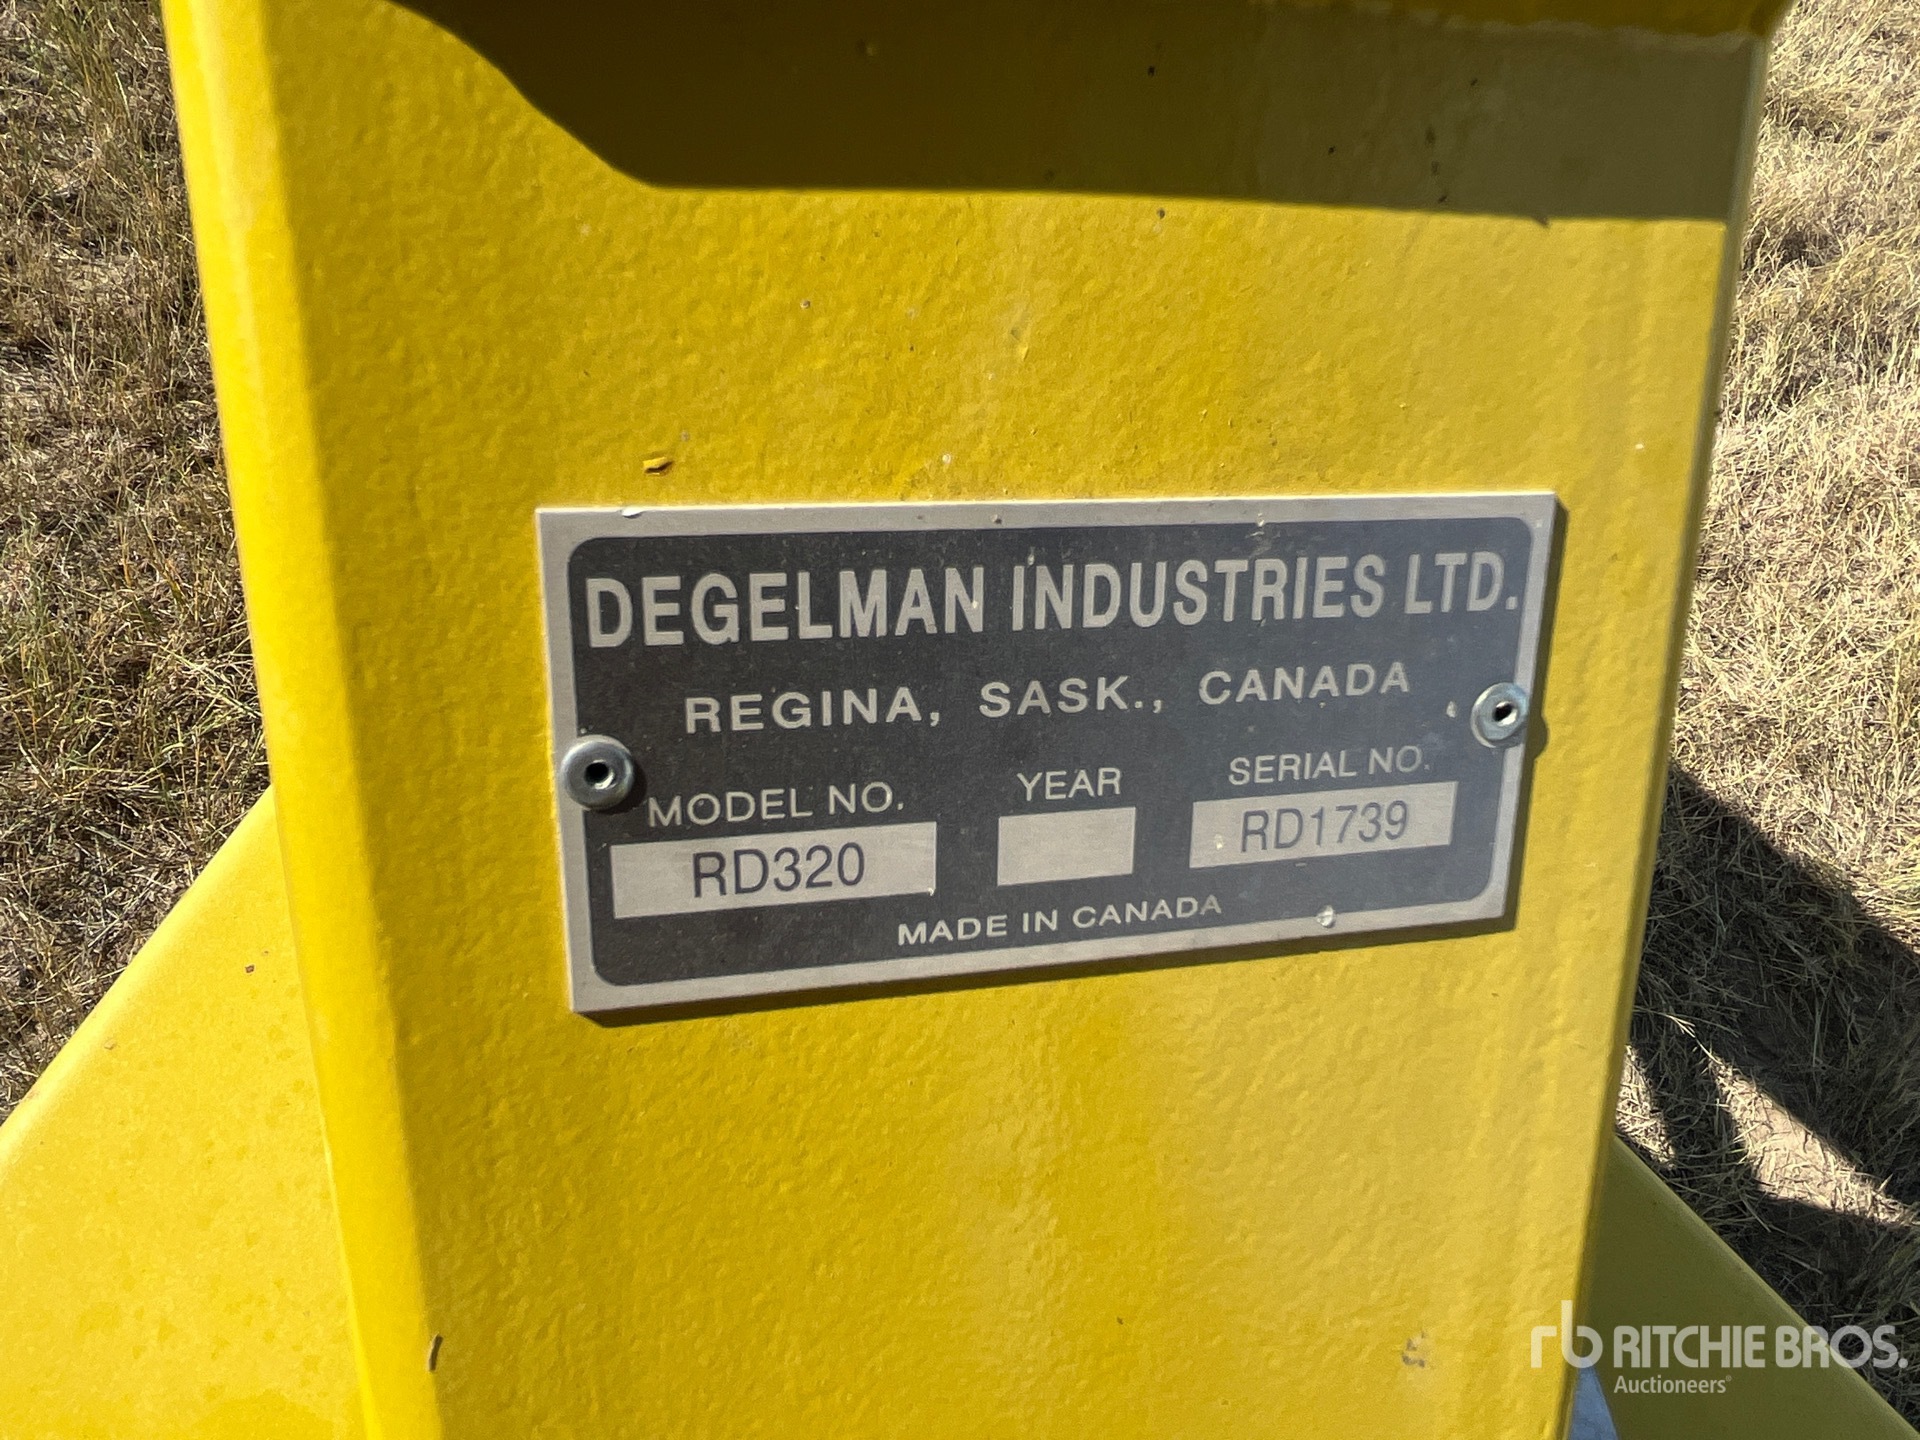 DEGELMAN INDUSTRIES LTD.
REGINA, SASK., CANADA
MODEL NO. YEAR SERIAL NO.
RD320 RD1739
MADE IN CANADA
rb RITCHIE BROS.
Auctioneers®